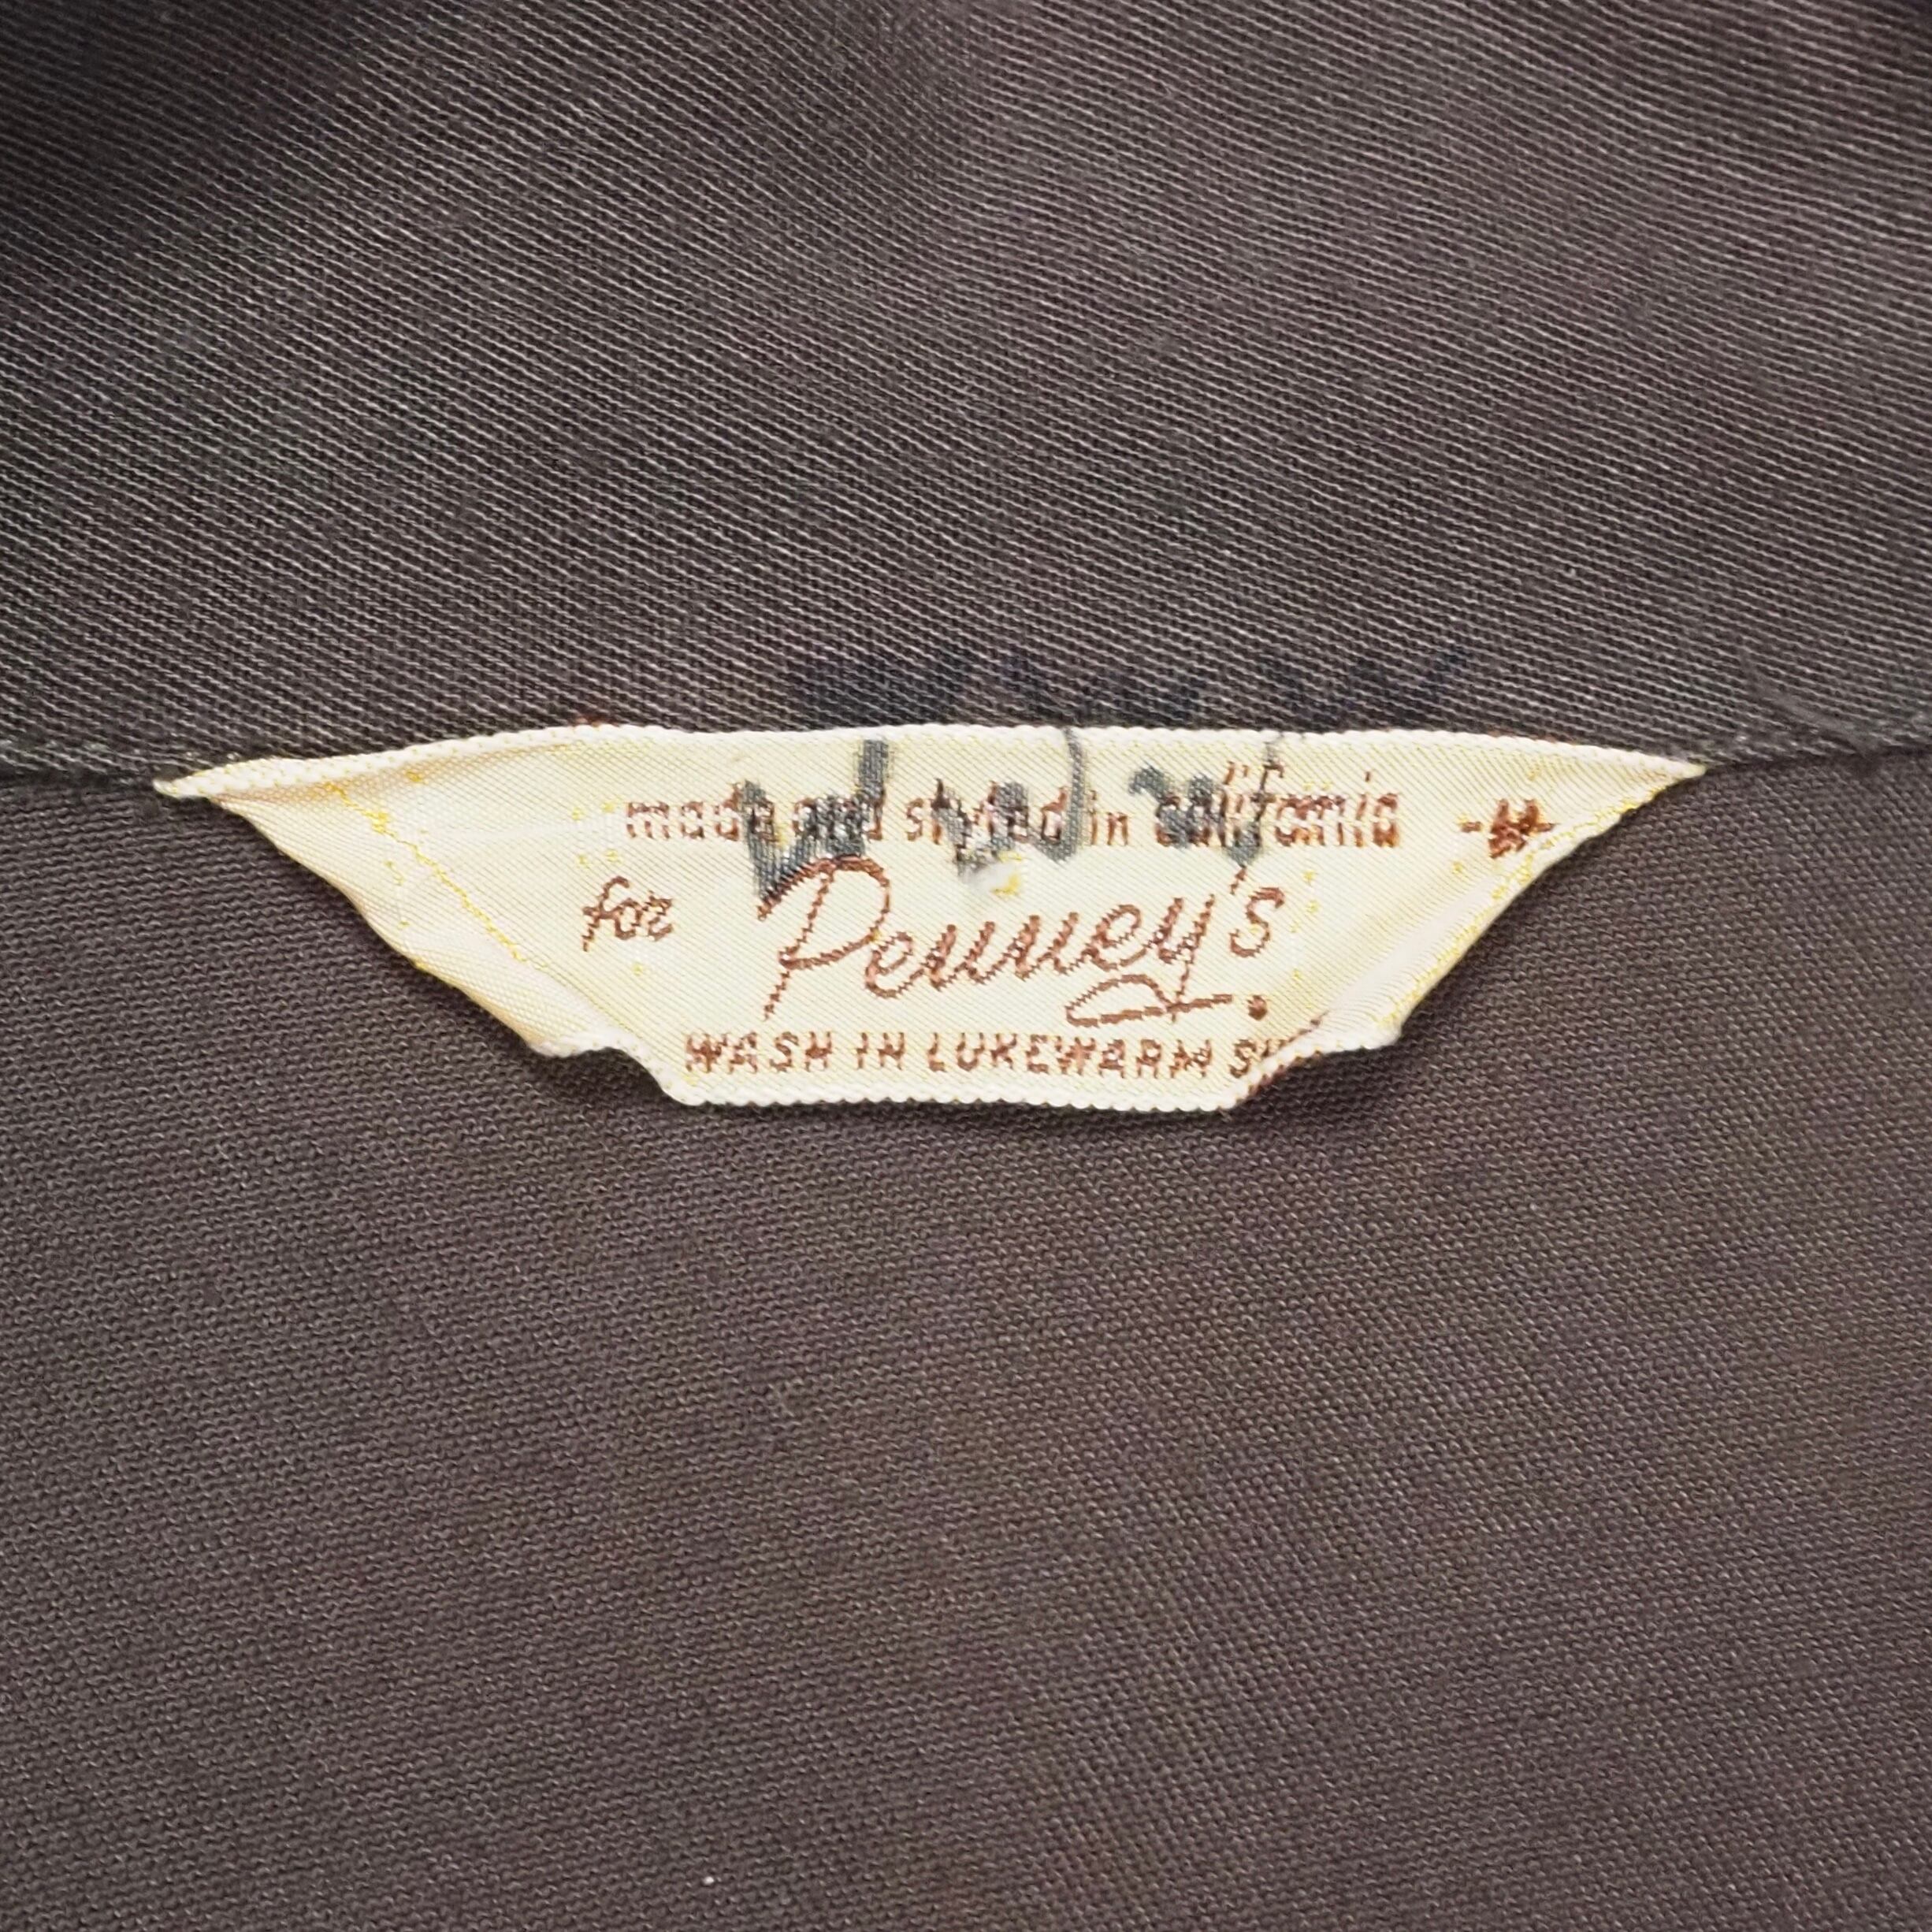 made and styled in california -M-
for Penney's
WASH IN LUKEWARM